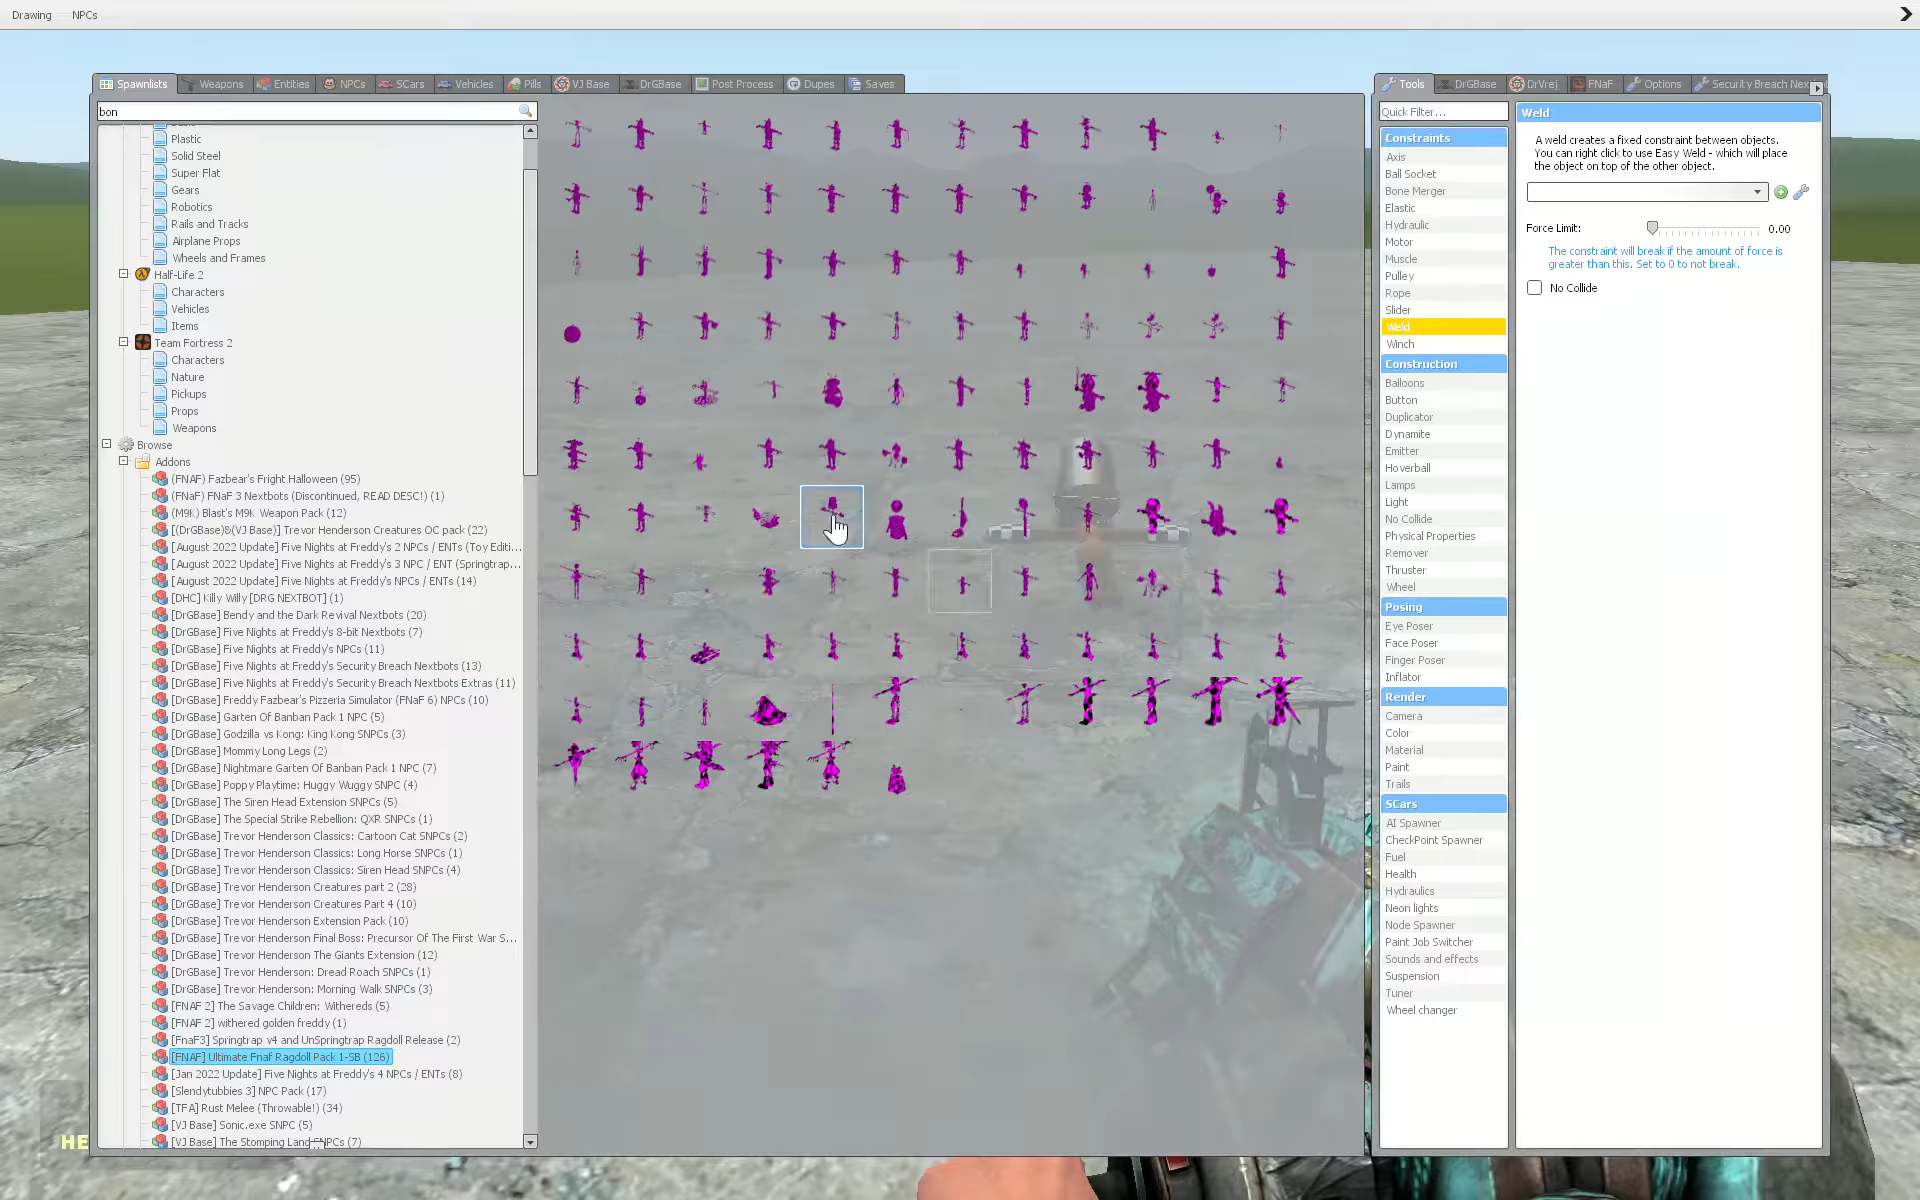 Drawing NPCs
Spawnlists Weapons Entities NPCs SCars Vehicles Pills VJ Base DrGBase Post Process Dupes Saves
bon
Plastic
Solid Steel
Super Flat
Gears
Robotics
Rails and Tracks
Airplane Props
Wheels and Frames
Half-Life 2
Characters
Vehicles
Items
Team Fortress 2
Characters
Nature
Pickups
Props
Weapons
Browse
Addons
(FNAF) Fazbear's Fright Halloween (95)
(FNaF) FNaF 3 Nextbots (Discontinued, READ DESC!) (1)
(M9K) Blast's M9K Weapon Pack (12)
[(DrGBase)&(VJ Base)] Trevor Henderson Creatures OC pack (22)
[August 2022 Update] Five Nights at Freddy's 2 NPCs / ENTs (Toy Editi...
[August 2022 Update] Five Nights at Freddy's 3 NPC / ENT (Springtrap...
[August 2022 Update] Five Nights at Freddy's NPCs / ENTs (14)
[DHC] Killy Willy [DRG NEXTBOT] (1)
[DrGBase] Bendy and the Dark Revival Nextbots (20)
[DrGBase] Five Nights at Freddy's 8-bit Nextbots (7)
[DrGBase] Five Nights at Freddy's NPCs (11)
[DrGBase] Five Nights at Freddy's Security Breach Nextbots (13)
[DrGBase] Five Nights at Freddy's Security Breach Nextbots Extras (11)
[DrGBase] Freddy Fazbear's Pizzeria Simulator (FNaF 6) NPCs (10)
[DrGBase] Garten Of Banban Pack 1 NPC (5)
[DrGBase] Godzilla vs Kong: King Kong SNPCs (3)
[DrGBase] Mommy Long Legs (2)
[DrGBase] Nightmare Garten Of Banban Pack 1 NPC (7)
[DrGBase] Poppy Playtime: Huggy Wuggy SNPC (4)
[DrGBase] The Siren Head Extension SNPCs (5)
[DrGBase] The Special Strike Rebellion: QXR SNPCs (1)
[DrGBase] Trevor Henderson Classics: Cartoon Cat SNPCs (2)
[DrGBase] Trevor Henderson Classics: Long Horse SNPCs (1)
[DrGBase] Trevor Henderson Classics: Siren Head SNPCs (4)
[DrGBase] Trevor Henderson Creatures part 2 (28)
[DrGBase] Trevor Henderson Creatures Part 4 (10)
[DrGBase] Trevor Henderson Extension Pack (10)
[DrGBase] Trevor Henderson Final Boss: Precursor Of The First War S...
[DrGBase] Trevor Henderson The Giants Extension (12)
[DrGBase] Trevor Henderson: Dread Roach SNPCs (1)
[DrGBase] Trevor Henderson: Morning Walk SNPCs (3)
[FNAF 2] The Savage Children: Withereds (5)
[FNAF 2] withered golden freddy (1)
[FnaF3] Springtrap v4 and UnSpringtrap Ragdoll Release (2)
[FNAF] Ultimate Fnaf Ragdoll Pack 1-SB (126)
[Jan 2022 Update] Five Nights at Freddy's 4 NPCs / ENTs (8)
[Slendytubbies 3] NPC Pack (17)
[TFA] Rust Melee (Throwable!) (34)
[VJ Base] Sonic.exe SNPC (5)
[VJ Base] The Stomping Land SNPCs (7)
HE
Tools DrGBase DrVrej FNaF Options Security Breach
Quick Filter...
Constraints
Axis
Ball Socket
Bone Merger
Elastic
Hydraulic
Motor
Muscle
Pulley
Rope
Slider
Weld
Winch
Construction
Balloons
Button
Duplicator
Dynamite
Emitter
Hoverball
Lamps
Light
No Collide
Physical Properties
Remover
Thruster
Wheel
Posing
Eye Poser
Face Poser
Finger Poser
Inflator
Render
Camera
Color
Material
Paint
Trails
SCars
AI Spawner
CheckPoint Spawner
Fuel
Health
Hydraulics
Neon lights
Node Spawner
Paint Job Switcher
Sounds and effects
Suspension
Tuner
Wheel changer
Weld
A weld creates a fixed constraint between objects.
You can right click to use Easy Weld - which will place
the object on top of the other object.
Force Limit: 0.00
The constraint will break if the amount of force is
greater than this. Set to 0 to not break.
No Collide